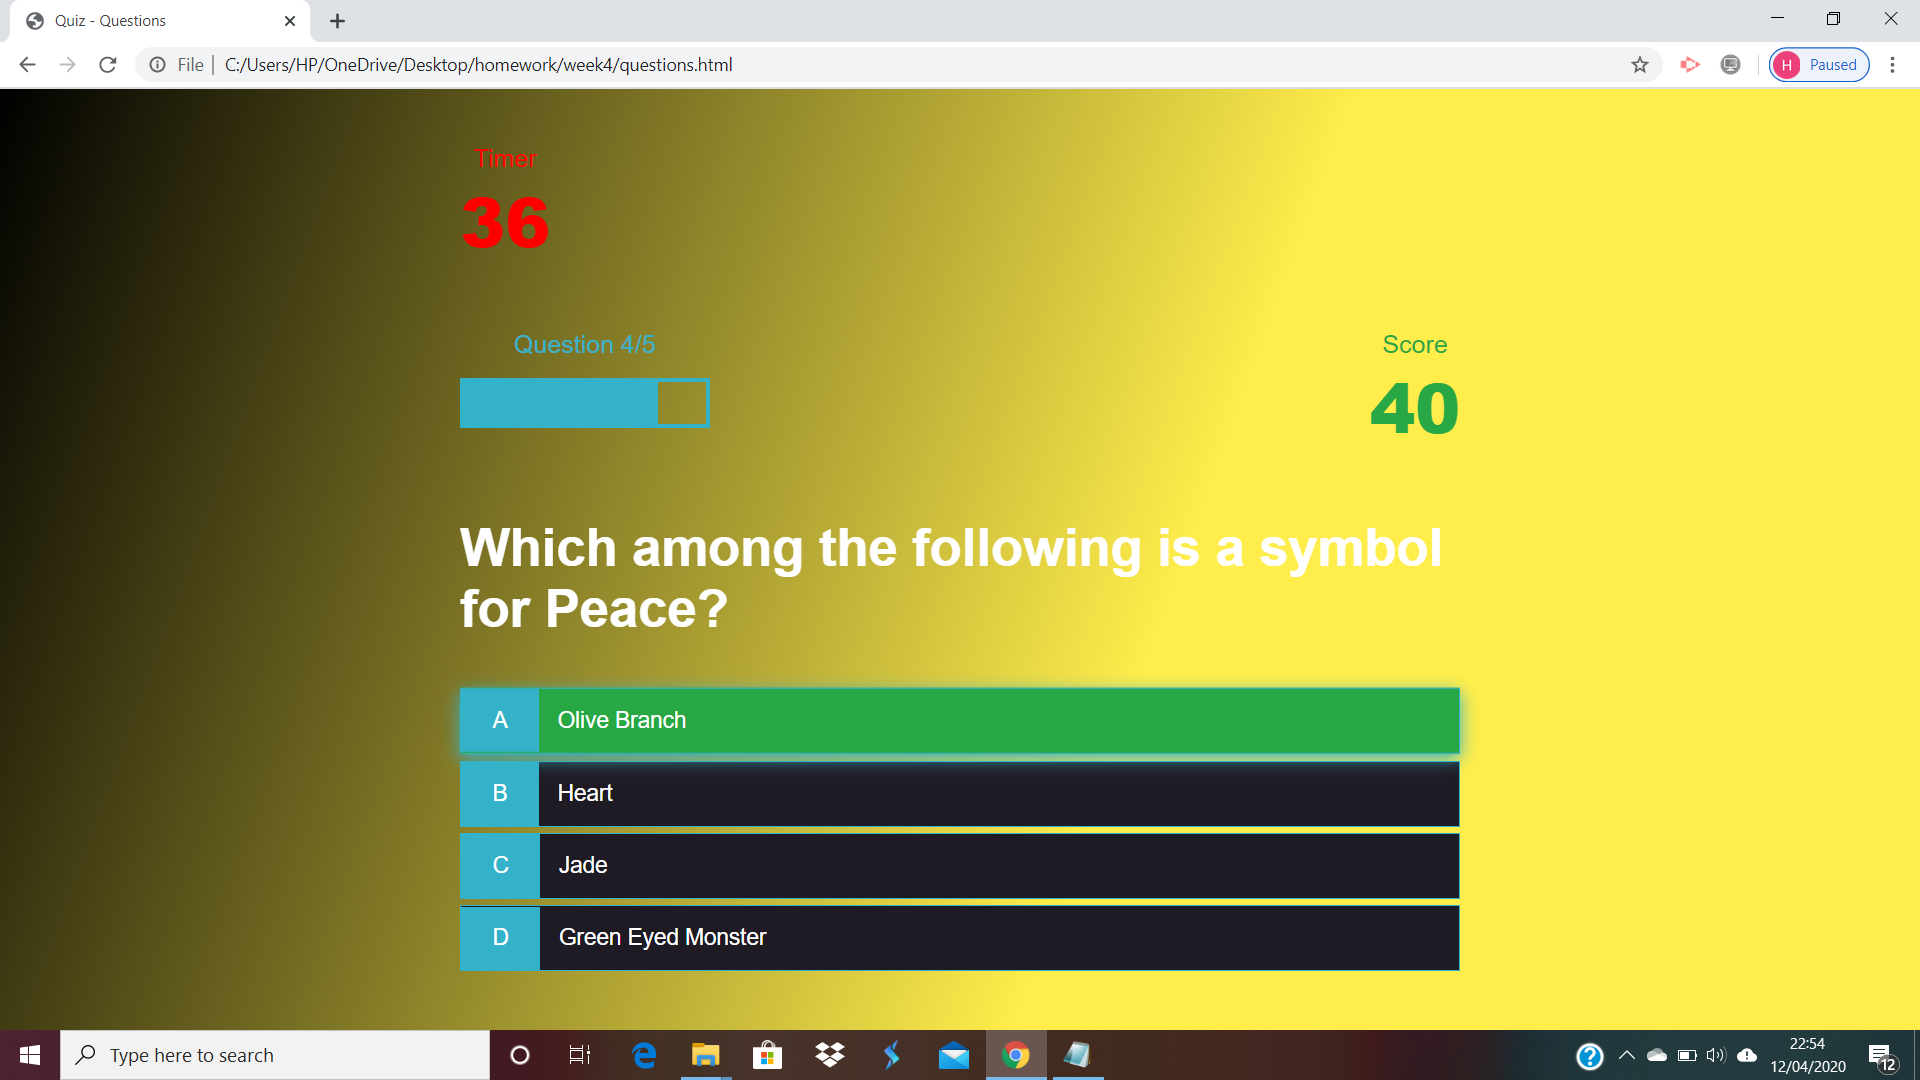 Quiz - Questions
File
C:/Users/HP/OneDrive/Desktop/homework/week4/questions.html
H Paused
Timer
36
Question 4/5
Score
40
Which among the following is a symbol
for Peace?
A Olive Branch
B Heart
C Jade
D Green Eyed Monster
Type here to search
22:54
12/04/2020
12